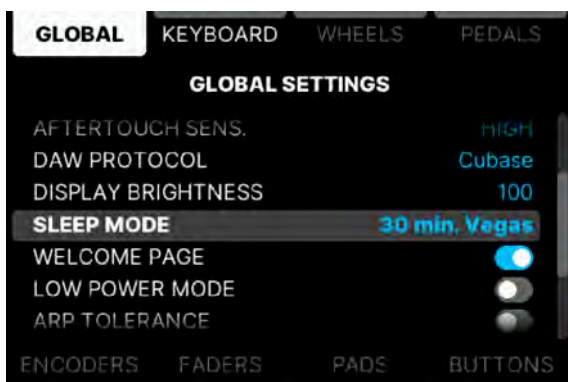 GLOBAL KEYBOARD WHEELS PEDALS
GLOBAL SETTINGS
AFTERTOUCH SENS. HIGH
DAW PROTOCOL Cubase
DISPLAY BRIGHTNESS 100
SLEEP MODE 30 min, Vegas
WELCOME PAGE
LOW POWER MODE
ARP TOLERANCE
ENCODERS FADERS PADS BUTTONS